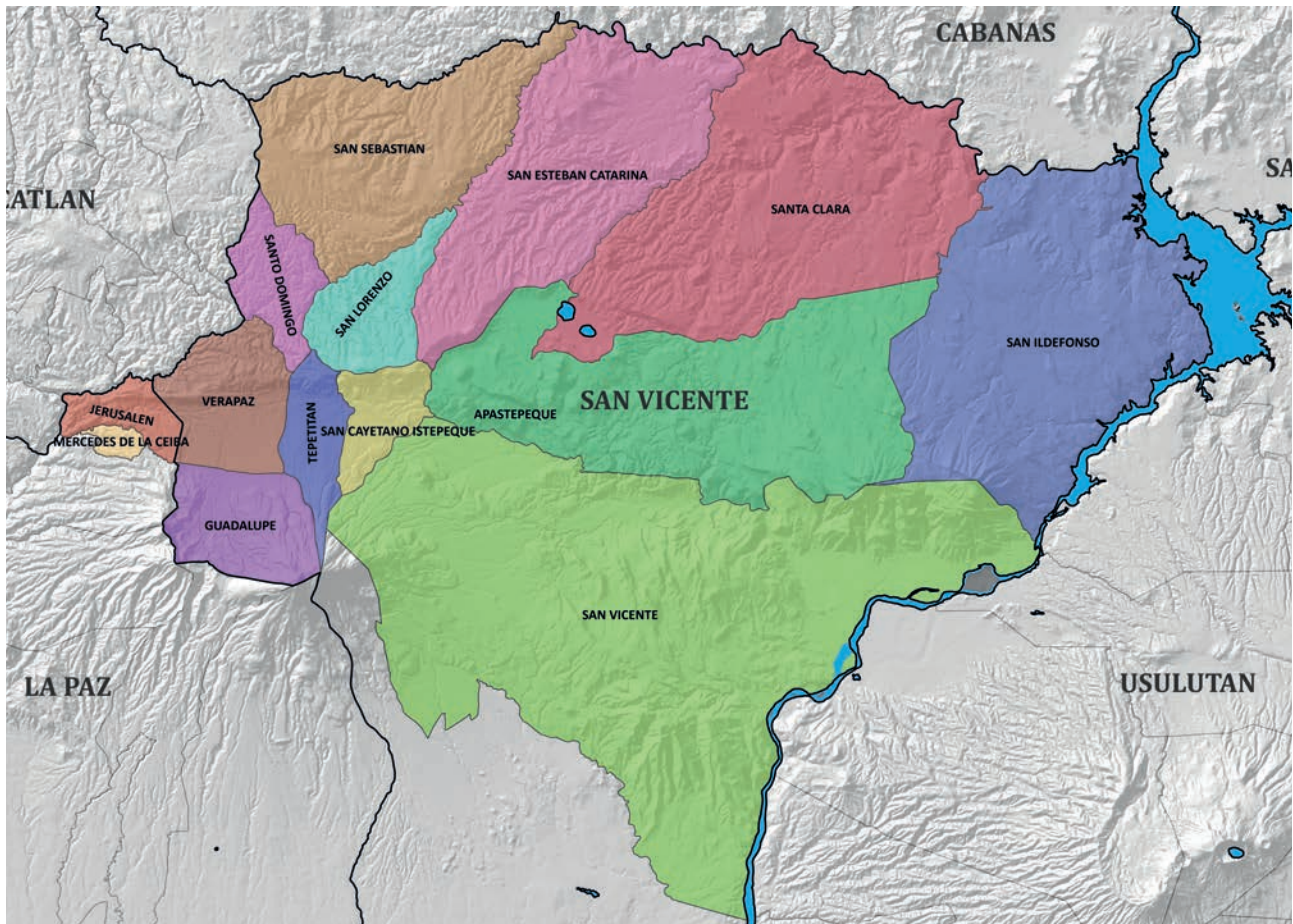 CABANAS
SAN SEBASTIAN
SAN ESTEBAN CATARINA
SA
CATLAN
SANTA CLARA
SANTO DOMINGO
SAN LORENZO
SAN ILDEFONSO
VERAPAZ
SAN VICENTE
JERUSALEN
APASTEPEQUE
TEPETITAN
SAN CAYETANO ISTEPEQUE
MERCEDES DE LA CEIBA
GUADALUPE
SAN VICENTE
LA PAZ
USULUTAN